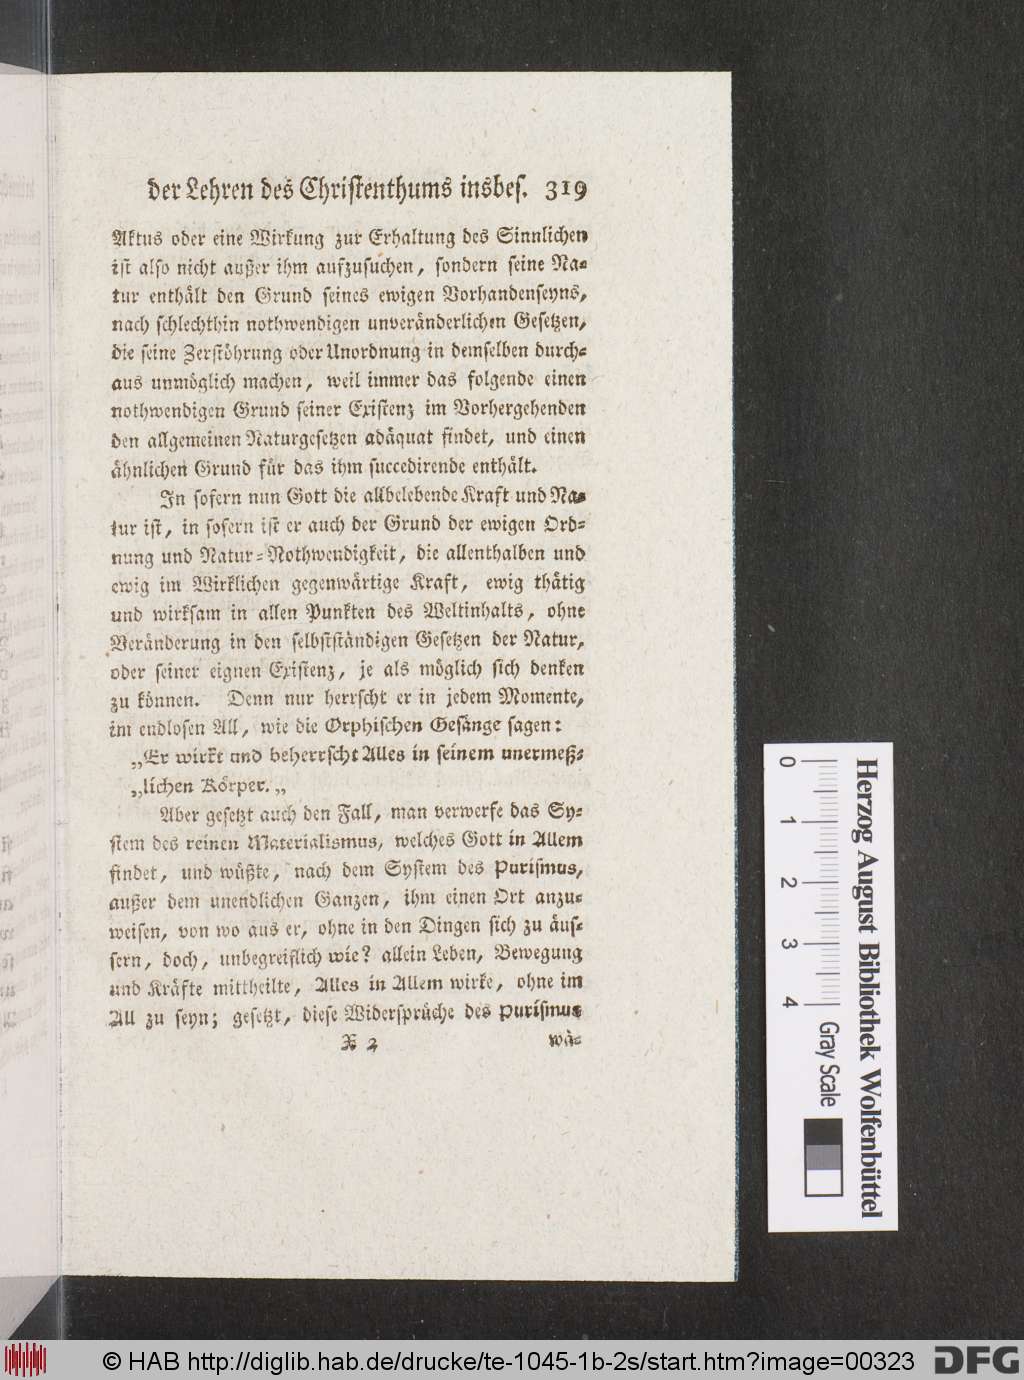 der Lehren des Christenthums insbes. 319
Aktus oder eine Wirkung zur Erhaltung des Sinnlichen
ist also nicht außer ihm aufzusuchen, sondern seine Na-
tur enthält den Grund seines ewigen Vorhandenseyns,
nach schlechthin nothwendigen unveränderlichen Gesetzen,
die seine Zerstöhrung oder Unordnung in demselben durch-
aus unmöglich machen, weil immer das folgende einen
nothwendigen Grund seiner Existenz im Vorhergehenden
den allgemeinen Naturgesetzen adäquat findet, und einen
ähnlichen Grund für das ihm succedirende enthält.
In sofern nun Gott die allbelebende Kraft und Na-
tur ist, in sofern ist er auch der Grund der ewigen Ord-
nung und Natur-Nothwendigkeit, die allenthalben und
ewig im Wirklichen gegenwärtige Kraft, ewig thätig
und wirksam in allen Punkten des Weltinhalts, ohne
Veränderung in den selbstständigen Gesetzen der Natur,
oder seiner eignen Existenz, je als möglich sich denken
zu können. Denn nur herrscht er in jedem Momente,
im endlosen All, wie die Orphischen Gesänge sagen:
„Er wirkt und beherrscht Alles in seinem unermeß-
„lichen Körper.„
Aber gesetzt auch den Fall, man verwerfe das Sy-
stem des reinen Materialismus, welches Gott in Allem
findet, und wüßte, nach dem System des Purismus,
außer dem unendlichen Ganzen, ihm einen Ort anzu-
weisen, von wo aus er, ohne in den Dingen sich zu äus-
sern, doch, unbegreiflich wie? allein Leben, Bewegung
und Kräfte mittheilte, Alles in Allem wirke, ohne im
All zu seyn; gesetzt, diese Widersprüche des Purismus
X 2 wä-
0 1 2 3 4 Gray Scale
Herzog August Bibliothek Wolfenbüttel
© HAB http://diglib.hab.de/drucke/te-1045-1b-2s/start.htm?image=00323 DFG